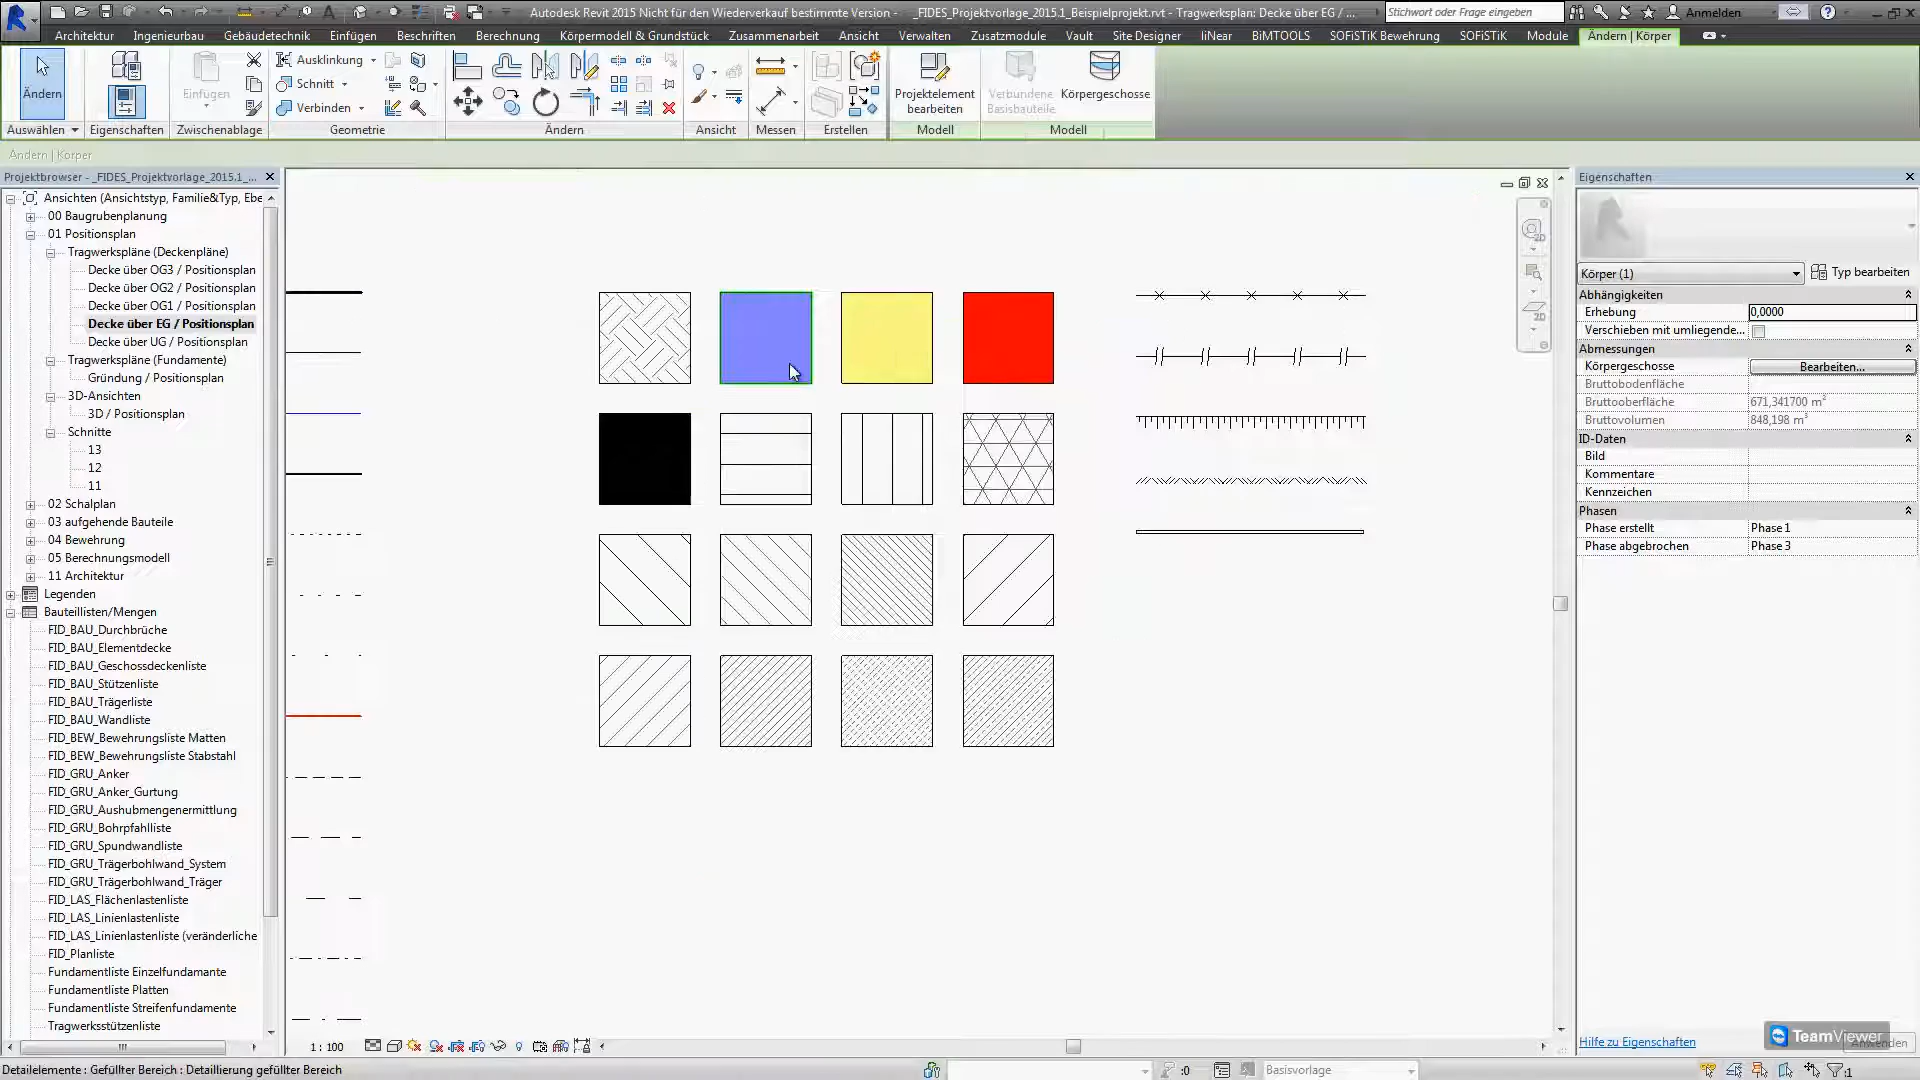 Autodesk Revit 2015 Nicht für den Wiederverkauf bestimmte Version - _FIDES_Projektvorlage_2015.1_Beispielprojekt.rvt - Tragwerksplan: Decke über EG / ...
Stichwort oder Frage eingeben
Anmelden
Architektur Ingenieurbau Gebäudetechnik Einfügen Beschriften Berechnung Körpermodell & Grundstück Zusammenarbeit Ansicht Verwalten Zusatzmodule Vault Site Designer liNear BiMTOOLS SOFiSTiK Bewehrung SOFiSTiK Module Ändern | Körper
Ausklinkung
Schnitt
Verbinden
Ändern
Einfügen
Projektelement bearbeiten
Verbundene Basisbauteile
Körpergeschosse
Auswählen Eigenschaften Zwischenablage Geometrie Ändern Ansicht Messen Erstellen Modell Modell
Ändern | Körper
Projektbrowser - _FIDES_Projektvorlage_2015.1_...
Ansichten (Ansichtstyp, Familie&Typ, Ebe
00 Baugrubenplanung
01 Positionsplan
Tragwerkspläne (Deckenpläne)
Decke über OG3 / Positionsplan
Decke über OG2 / Positionsplan
Decke über OG1 / Positionsplan
Decke über EG / Positionsplan
Decke über UG / Positionsplan
Tragwerkspläne (Fundamente)
Gründung / Positionsplan
3D-Ansichten
3D / Positionsplan
Schnitte
13
12
11
02 Schalplan
03 aufgehende Bauteile
04 Bewehrung
05 Berechnungsmodell
11 Architektur
Legenden
Bauteillisten/Mengen
FID_BAU_Durchbrüche
FID_BAU_Elementdecke
FID_BAU_Geschossdeckenliste
FID_BAU_Stützenliste
FID_BAU_Trägerliste
FID_BAU_Wandliste
FID_BEW_Bewehrungsliste Matten
FID_BEW_Bewehrungsliste Stabstahl
FID_GRU_Anker
FID_GRU_Anker_Gurtung
FID_GRU_Aushubmengenermittlung
FID_GRU_Bohrpfahlliste
FID_GRU_Spundwandliste
FID_GRU_Trägerbohlwand_System
FID_GRU_Trägerbohlwand_Träger
FID_LAS_Flächenlastenliste
FID_LAS_Linienlastenliste
FID_LAS_Linienlastenliste (veränderliche
FID_Planliste
Fundamentliste Einzelfundamante
Fundamentliste Platten
Fundamentliste Streifenfundamente
Tragwerksstützenliste
2D
1 : 100
Eigenschaften
Körper (1)
Typ bearbeiten
Abhängigkeiten
Erhebung 0,0000
Verschieben mit umliegende...
Abmessungen
Körpergeschosse Bearbeiten...
Bruttobodenfläche
Bruttooberfläche 671,341700 m²
Bruttovolumen 848,198 m³
ID-Daten
Bild
Kommentare
Kennzeichen
Phasen
Phase erstellt Phase 1
Phase abgebrochen Phase 3
Hilfe zu Eigenschaften
TeamViewer
Detailelemente : Gefüllter Bereich : Detaillierung gefüllter Bereich
:0
Basisvorlage
:1